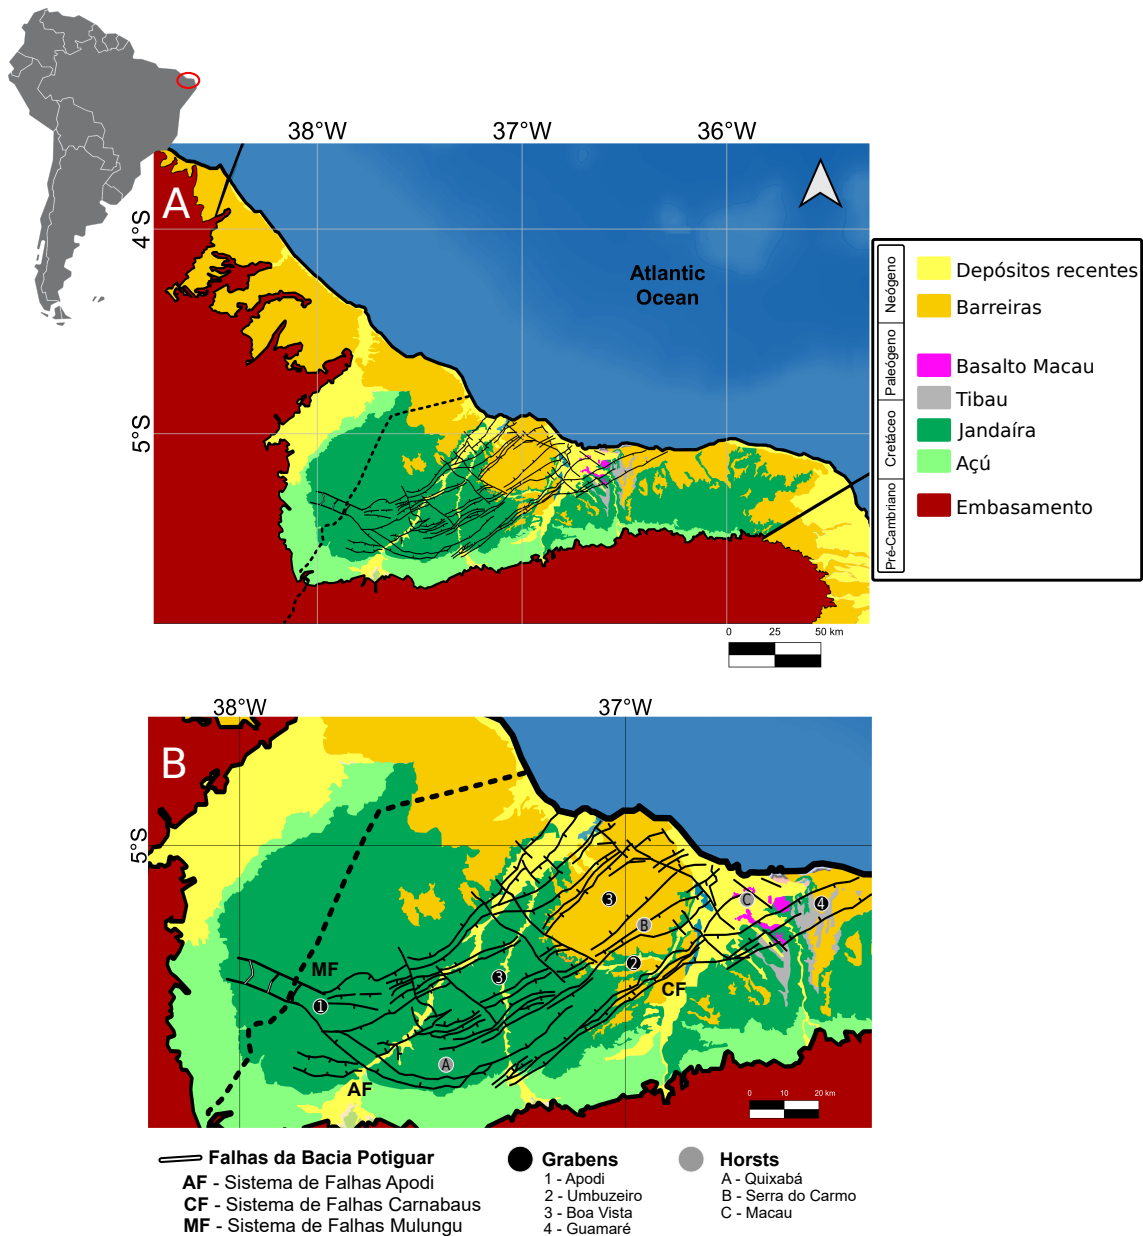 38°W 37°W 36°W
A
4°S
5°S
Atlantic
Ocean
Neógeno
Paleógeno
Cretáceo
Pré-Cambriano
Depósitos recentes
Barreiras
Basalto Macau
Tibau
Jandaíra
Açú
Embasamento
0 25 50 km
38°W 37°W
B
5°S
3
C
4
B
2
3
MF
CF
1
A
AF
0 10 20 km
Falhas da Bacia Potiguar
AF - Sistema de Falhas Apodi
CF - Sistema de Falhas Carnabaus
MF - Sistema de Falhas Mulungu
Grabens
1 - Apodi
2 - Umbuzeiro
3 - Boa Vista
4 - Guamaré
Horsts
A - Quixabá
B - Serra do Carmo
C - Macau